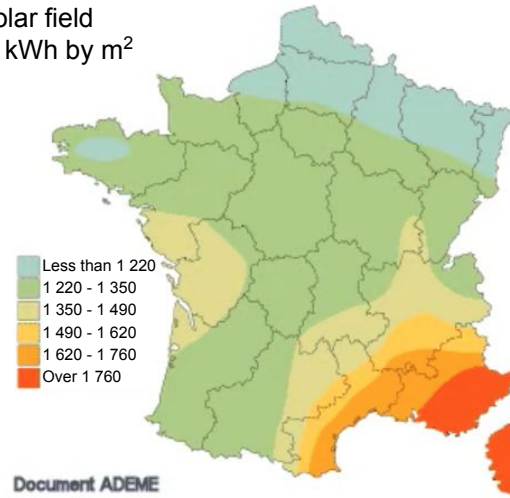 olar field
kWh by m²
Less than 1 220
1 220 - 1 350
1 350 - 1 490
1 490 - 1 620
1 620 - 1 760
Over 1 760
Document ADEME